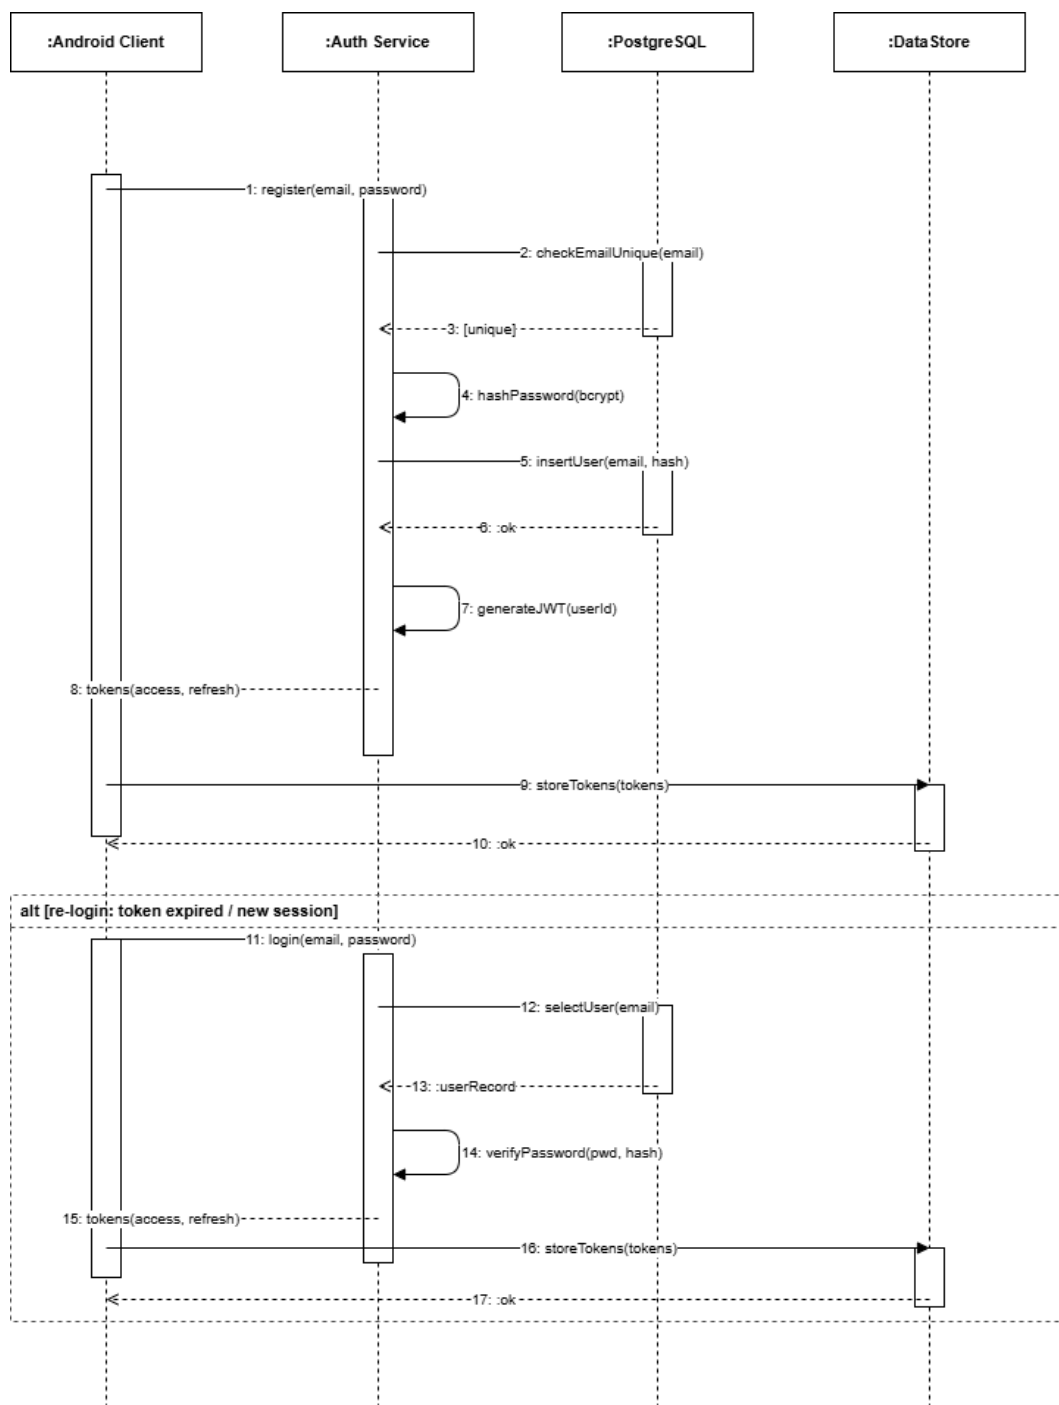 :Android Client
:Auth Service
:PostgreSQL
:DataStore
1: register(email, password)
2: checkEmailUnique(email)
3: [unique]
4: hashPassword(bcrypt)
5: insertUser(email, hash)
6: :ok
7: generateJWT(userId)
8: tokens(access, refresh)
9: storeTokens(tokens)
10: :ok
alt [re-login: token expired / new session]
11: login(email, password)
12: selectUser(email)
13: :userRecord
14: verifyPassword(pwd, hash)
15: tokens(access, refresh)
16: storeTokens(tokens)
17: :ok